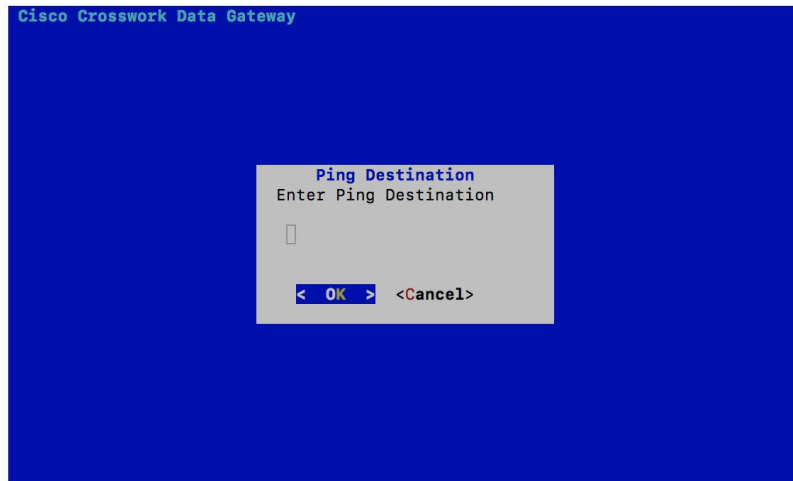 Cisco Crosswork Data Gateway
Ping Destination
Enter Ping Destination
< OK > <Cancel>